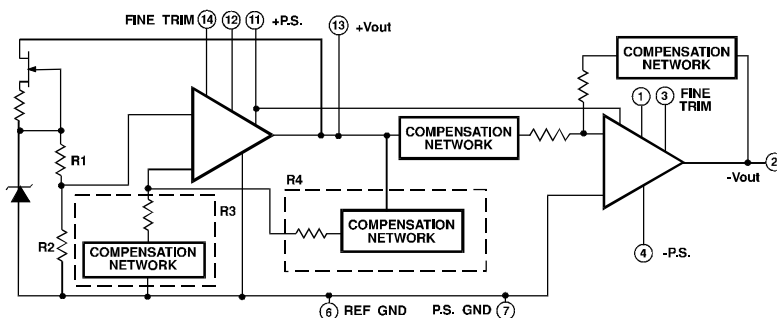 FINE TRIM 14 12 11 +P.S. 13 +Vout
COMPENSATION
NETWORK
1 3 FINE
TRIM
COMPENSATION
NETWORK
R1
2
-Vout
R4
R3
COMPENSATION
NETWORK
R2
COMPENSATION
NETWORK
4 -P.S.
6 REF GND P.S. GND 7